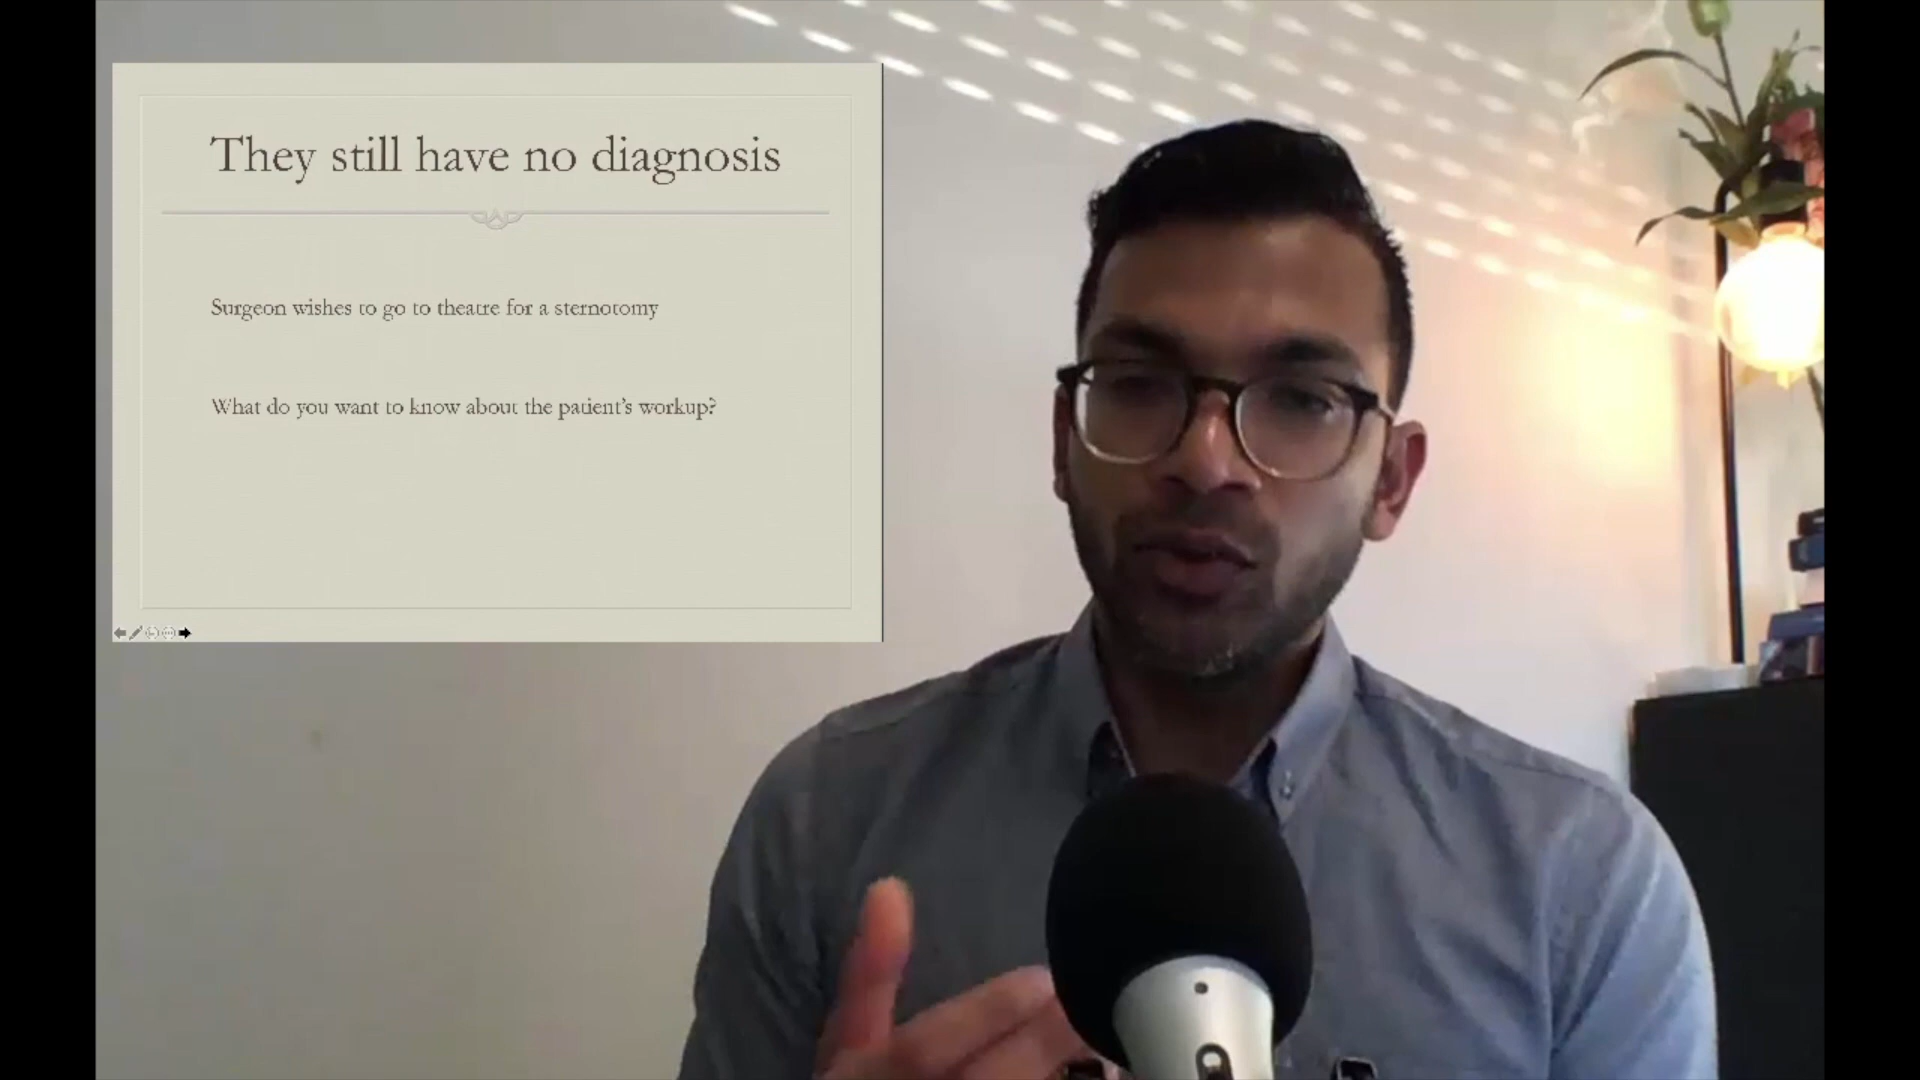 They still have no diagnosis
Surgeon wishes to go to theatre for a sternotomy
What do you want to know about the patient's workup?